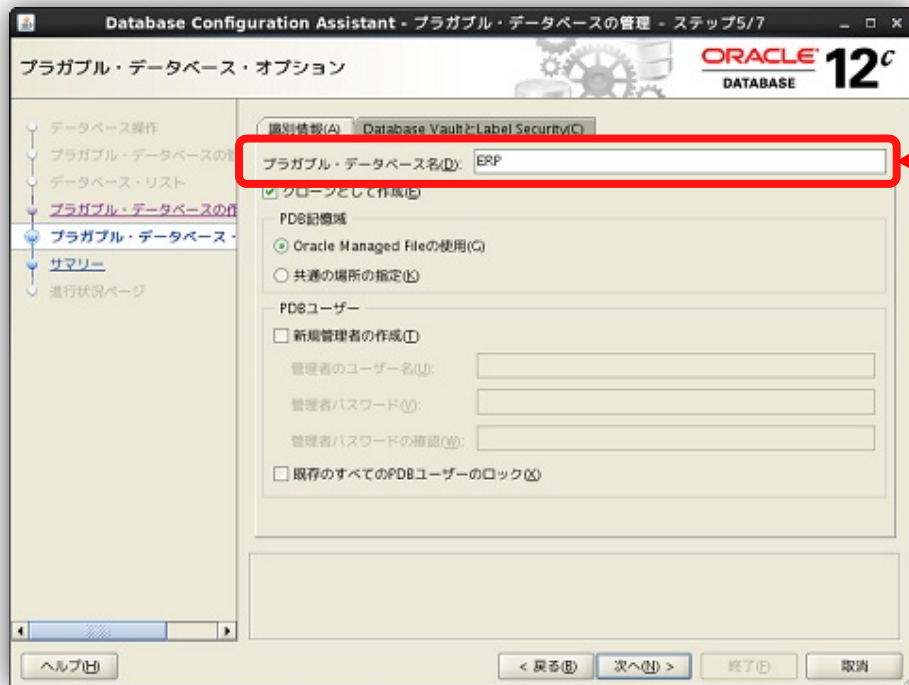 Database Configuration Assistant - プラガブル・データベースの管理 - ステップ5/7
プラガブル・データベース・オプション
ORACLE
DATABASE
12c
データベース操作
プラガブル・データベースの管
データベース・リスト
プラガブル・データベースの作
プラガブル・データベース・
サマリー
進行状況ページ
識別情報(A)
Database VaultとLabel Security(C)
プラガブル・データベース名(D): ERP
クローンとして作成(E)
PDB記憶域
Oracle Managed Fileの使用(G)
共通の場所の指定(K)
PDBユーザー
新規管理者の作成(T)
管理者のユーザー名(U):
管理者パスワード(V):
管理者パスワードの確認(W):
既存のすべてのPDBユーザーのロック(X)
ヘルプ(H)
< 戻る(B)
次へ(N) >
終了(F)
取消